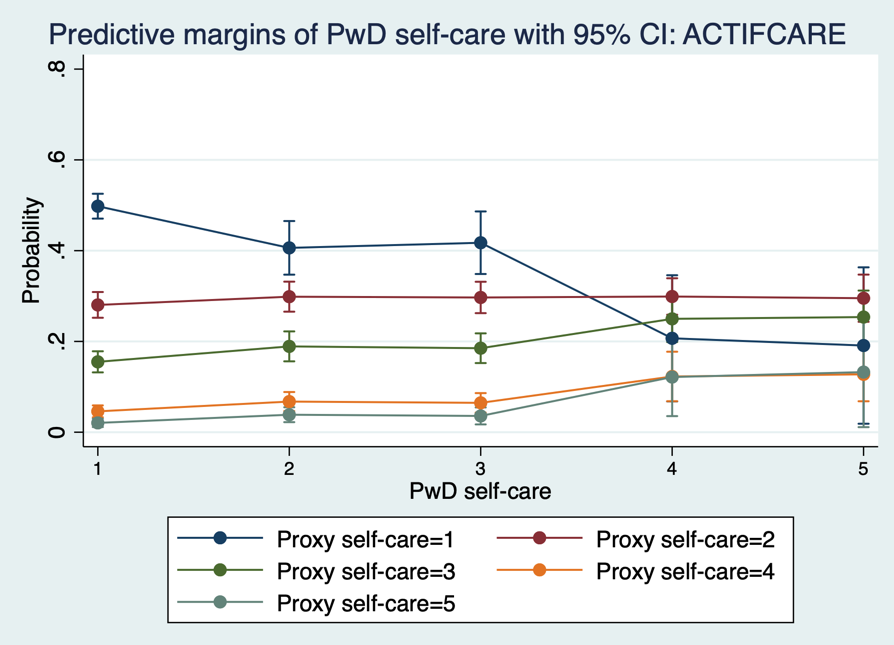 Predictive margins of PwD self-care with 95% CI: ACTIFCARE
.8
.6
.4
.2
0
Probability
1 2 3 4 5
PwD self-care
Proxy self-care=1 Proxy self-care=2
Proxy self-care=3 Proxy self-care=4
Proxy self-care=5